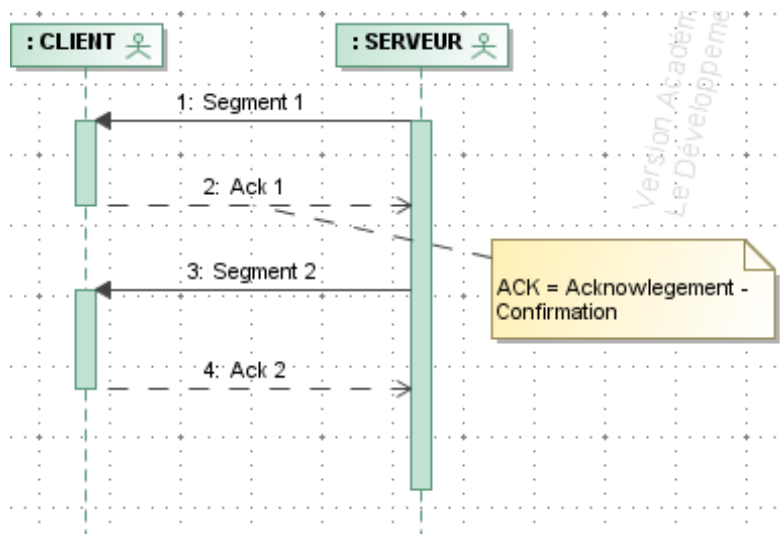 : CLIENT
: SERVEUR
Version Académ
Le Développeme
1: Segment 1
2: Ack 1
ACK = Acknowlegement -
Confirmation
3: Segment 2
4: Ack 2